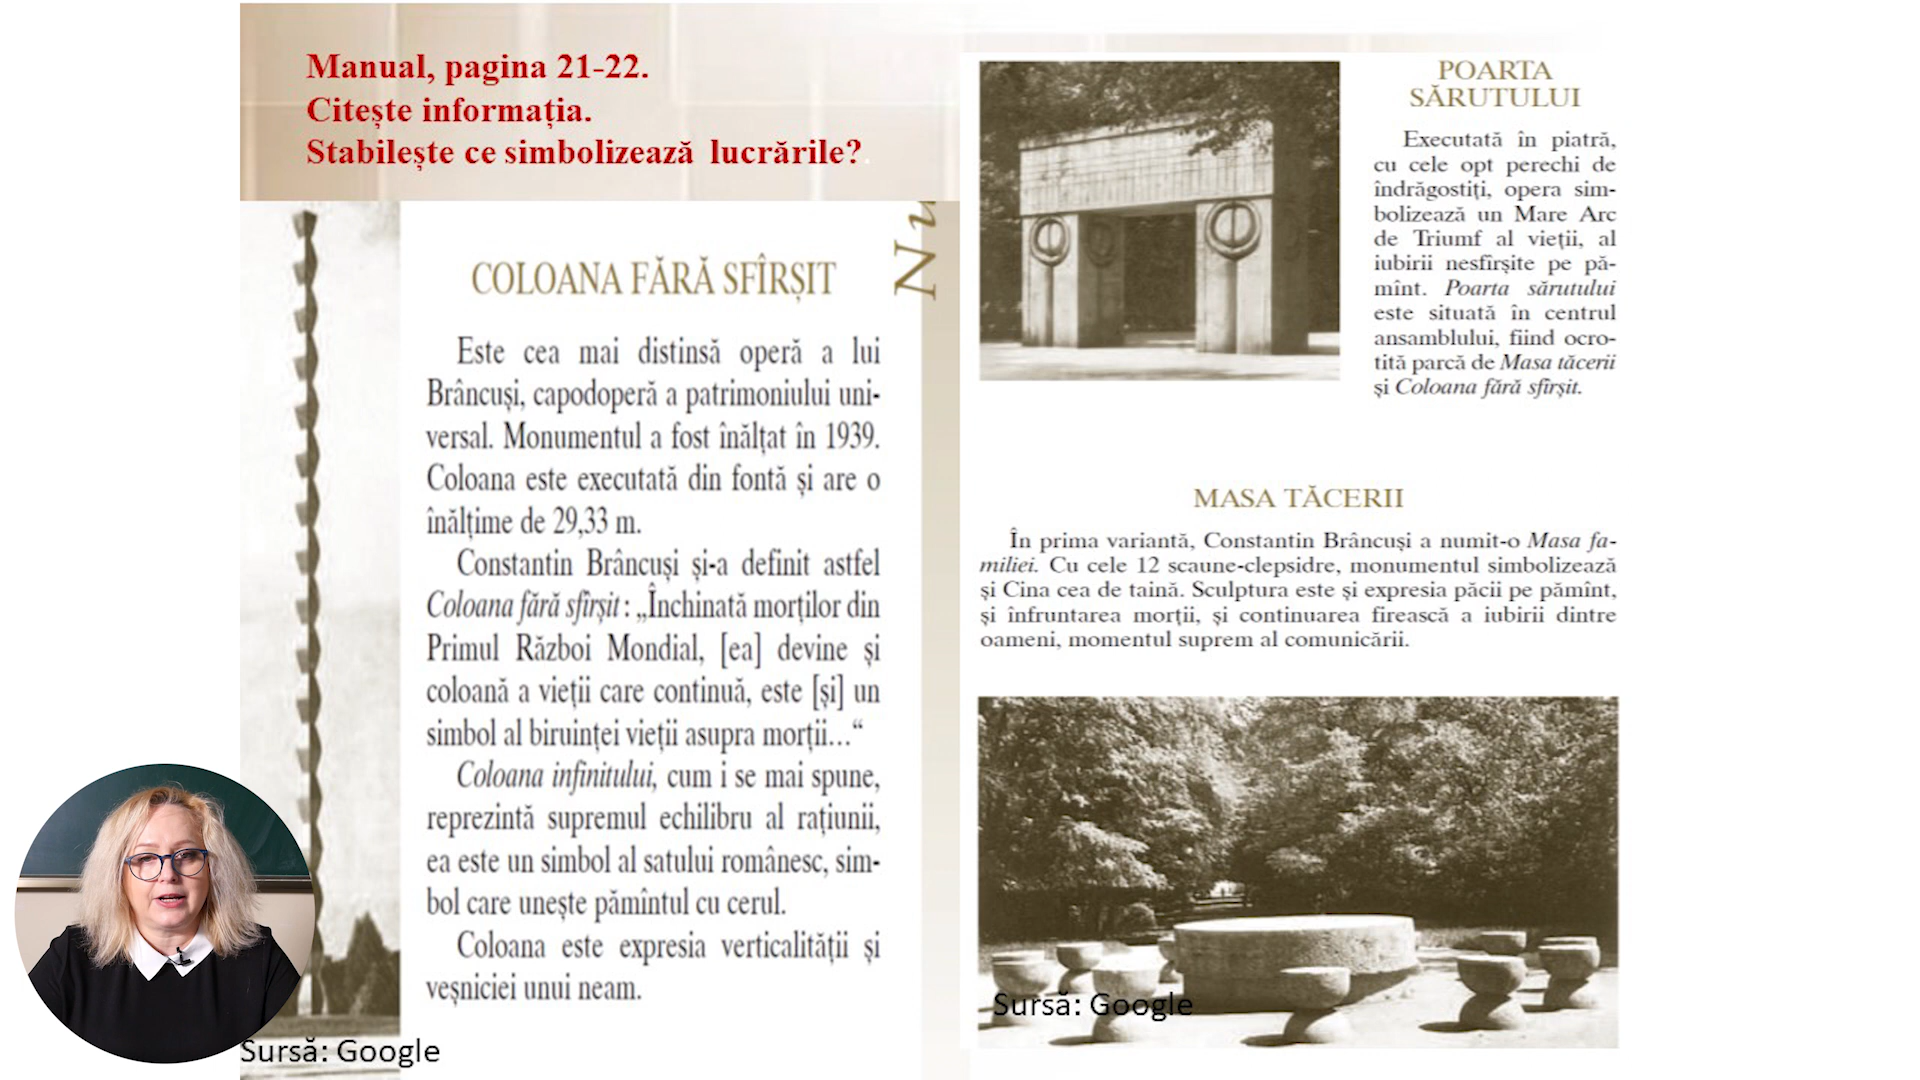 Manual, pagina 21-22.
Citește informația.
Stabilește ce simbolizează lucrările?.
Nu
COLOANA FĂRĂ SFÎRȘIT
Este cea mai distinsă operă a lui
Brâncuși, capodoperă a patrimoniului uni-
versal. Monumentul a fost înălțat în 1939.
Coloana este executată din fontă și are o
înălțime de 29,33 m.
Constantin Brâncuși și-a definit astfel
Coloana fără sfîrșit: „Închinată morților din
Primul Război Mondial, [ea] devine și
coloană a vieții care continuă, este [și] un
simbol al biruinței vieții asupra morții...“
Coloana infinitului, cum i se mai spune,
reprezintă supremul echilibru al rațiunii,
ea este un simbol al satului românesc, sim-
bol care unește pămîntul cu cerul.
Coloana este expresia verticalității și
veșniciei unui neam.
Sursă: Google
POARTA
SĂRUTULUI
Executată în piatră,
cu cele opt perechi de
îndrăgostiți, opera sim-
bolizează un Mare Arc
de Triumf al vieții, al
iubirii nesfîrșite pe pă-
mînt. Poarta sărutului
este situată în centrul
ansamblului, fiind ocro-
tită parcă de Masa tăcerii
și Coloana fără sfîrșit.
MASA TĂCERII
În prima variantă, Constantin Brâncuși a numit-o Masa fa-
miliei. Cu cele 12 scaune-clepsidre, monumentul simbolizează
și Cina cea de taină. Sculptura este și expresia păcii pe pămînt,
și înfruntarea morții, și continuarea firească a iubirii dintre
oameni, momentul suprem al comunicării.
Sursă: Google